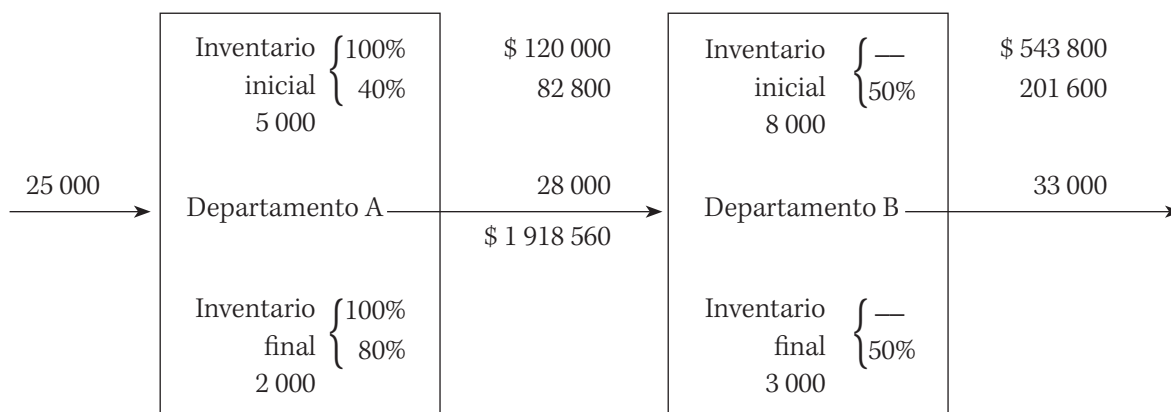 Inventario 100% $ 120 000 Inventario — $ 543 800
inicial 40% 82 800 inicial 50% 201 600
5 000 8 000
25 000 28 000 33 000
Departamento A Departamento B
$ 1 918 560
Inventario 100% Inventario —
final 80% final 50%
2 000 3 000